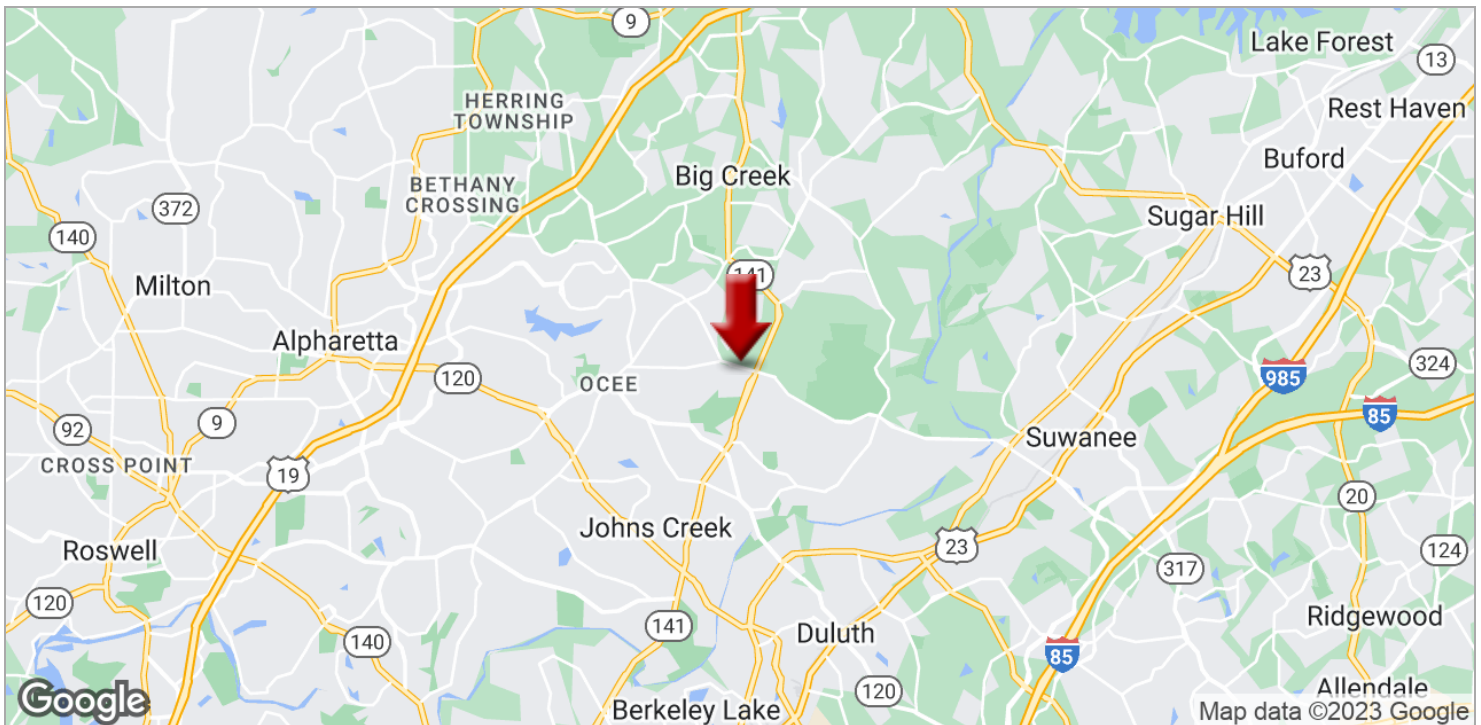 9
Lake Forest
13
HERRING
TOWNSHIP
Rest Haven
Buford
Big Creek
BETHANY
CROSSING
372
Sugar Hill
140
141
23
Milton
Alpharetta
324
120
OCEE
985
85
9
92
Suwanee
CROSS POINT
19
20
Johns Creek
Roswell
23
124
317
120
Ridgewood
141
Duluth
140
85
120
Allendale
Google
Berkeley Lake
Map data ©2023 Google